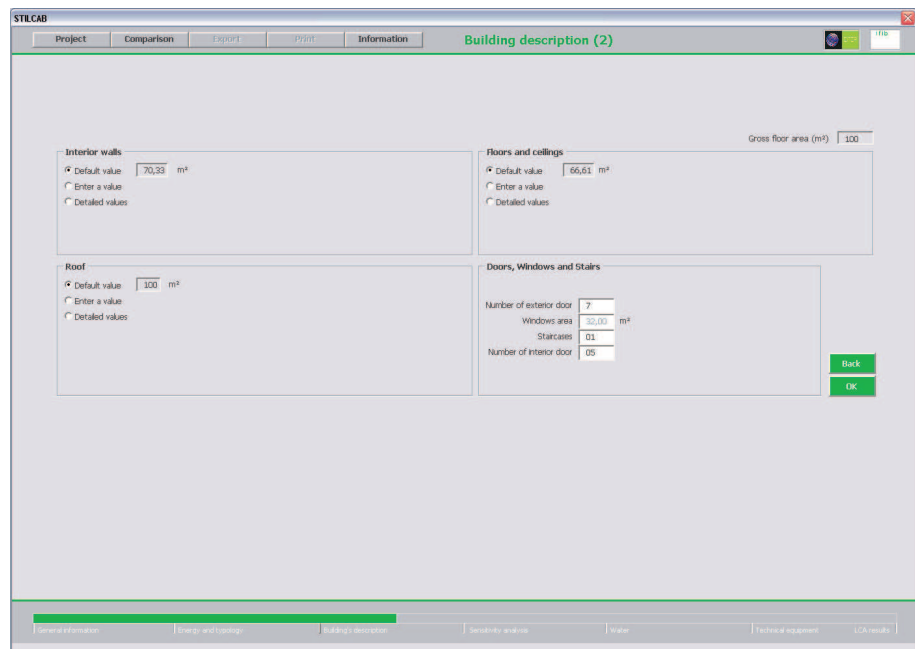 STILCAB
Project Comparison Export Print Information Building description (2) ifib
Gross floor area (m²) 100
Interior walls
Default value 70,33 m²
Enter a value
Detailed values
Floors and ceilings
Default value 66,61 m²
Enter a value
Detailed values
Roof
Default value 100 m²
Enter a value
Detailed values
Doors, Windows and Stairs
Number of exterior door 7
Windows area 32,00 m²
Staircases 01
Number of interior door 05
Back
OK
General information Energy and typology Building's description Sensitivity analysis Water Technical equipment LCA results